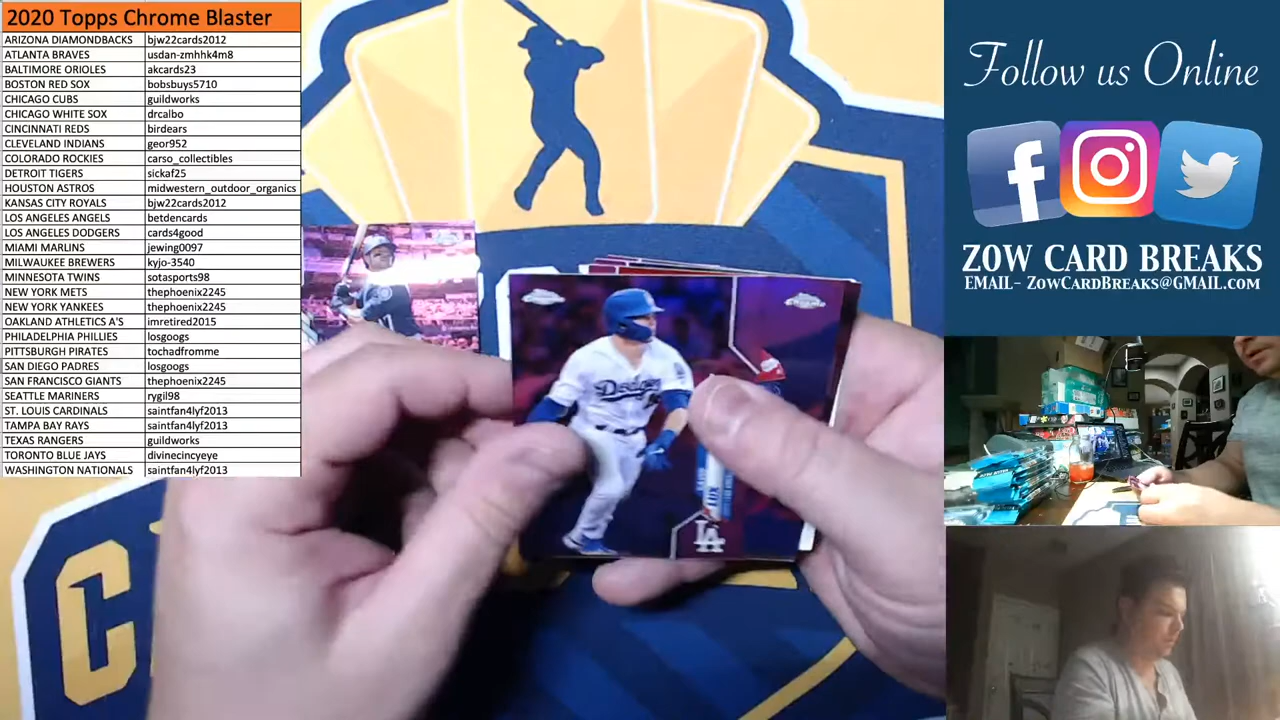 2020 Topps Chrome Blaster
ARIZONA DIAMONDBACKS bjw22cards2012
ATLANTA BRAVES usdan-zmhhk4m8
BALTIMORE ORIOLES akcards23
BOSTON RED SOX bobsbuys5710
CHICAGO CUBS guildworks
CHICAGO WHITE SOX drcalbo
CINCINNATI REDS birdears
CLEVELAND INDIANS geor952
COLORADO ROCKIES carso_collectibles
DETROIT TIGERS sickaf25
HOUSTON ASTROS midwestern_outdoor_organics
KANSAS CITY ROYALS bjw22cards2012
LOS ANGELES ANGELS betdencards
LOS ANGELES DODGERS cards4good
MIAMI MARLINS jewing0097
MILWAUKEE BREWERS kyjo-3540
MINNESOTA TWINS sotasports98
NEW YORK METS thephoenix2245
NEW YORK YANKEES thephoenix2245
OAKLAND ATHLETICS A'S imretired2015
PHILADELPHIA PHILLIES losgoogs
PITTSBURGH PIRATES tochadfromme
SAN DIEGO PADRES losgoogs
SAN FRANCISCO GIANTS thephoenix2245
SEATTLE MARINERS rygil98
ST. LOUIS CARDINALS saintfan4lyf2013
TAMPA BAY RAYS saintfan4lyf2013
TEXAS RANGERS guildworks
TORONTO BLUE JAYS divinecincyeye
WASHINGTON NATIONALS saintfan4lyf2013
Follow us Online
ZOW CARD BREAKS
EMAIL- ZOWCARDBREAKS@GMAIL.COM
Dodgers
LUX
LA
C